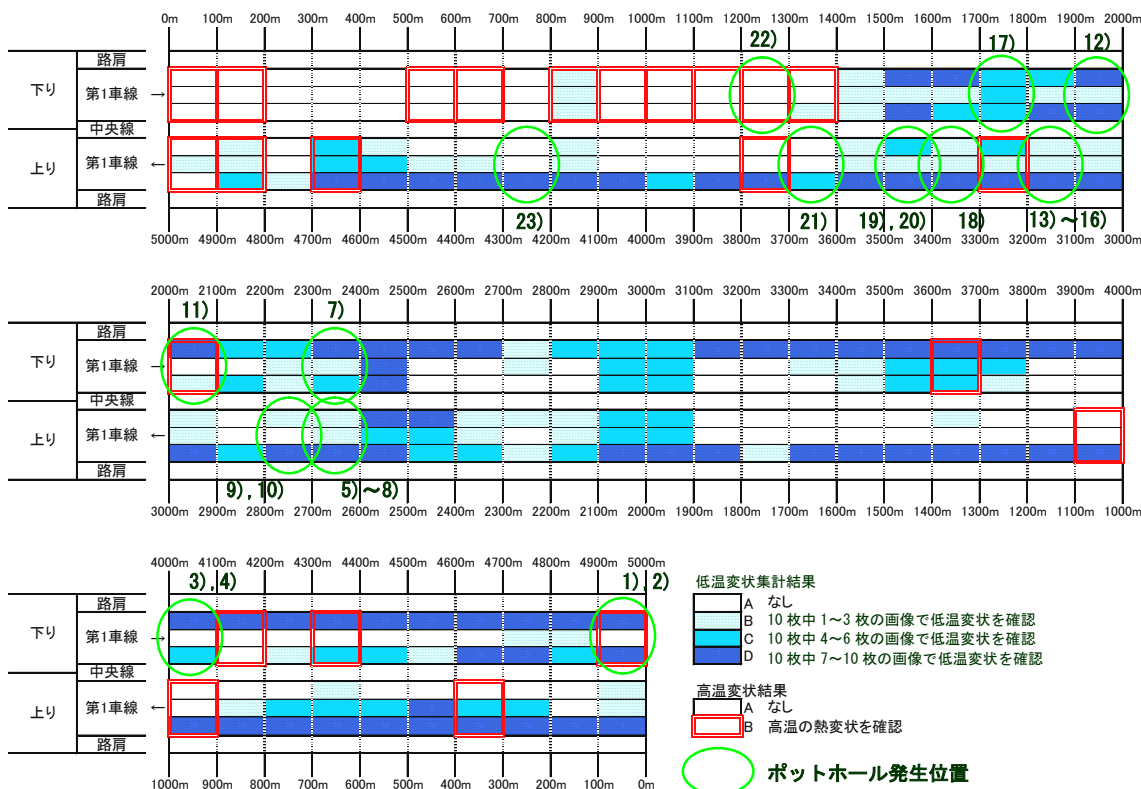 0m 100m 200m 300m 400m 500m 600m 700m 800m 900m 1000m 1100m 1200m 1300m 1400m 1500m 1600m 1700m 1800m 1900m 2000m
22) 17) 12)
路肩
下り 第1車線 →
中央線
上り 第1車線 ←
路肩
23) 21) 19),20) 18) 13)~16)
5000m 4900m 4800m 4700m 4600m 4500m 4400m 4300m 4200m 4100m 4000m 3900m 3800m 3700m 3600m 3500m 3400m 3300m 3200m 3100m 3000m
2000m 2100m 2200m 2300m 2400m 2500m 2600m 2700m 2800m 2900m 3000m 3100m 3200m 3300m 3400m 3500m 3600m 3700m 3800m 3900m 4000m
11) 7)
路肩
下り 第1車線 →
中央線
上り 第1車線 ←
路肩
9),10) 5)~8)
3000m 2900m 2800m 2700m 2600m 2500m 2400m 2300m 2200m 2100m 2000m 1900m 1800m 1700m 1600m 1500m 1400m 1300m 1200m 1100m 1000m
4000m 4100m 4200m 4300m 4400m 4500m 4600m 4700m 4800m 4900m 5000m
3),4) 1),2)
路肩
下り 第1車線 →
中央線
上り 第1車線 ←
路肩
1000m 900m 800m 700m 600m 500m 400m 300m 200m 100m 0m
低温変状集計結果
A なし
B 10枚中 1~3 枚の画像で低温変状を確認
C 10枚中 4~6 枚の画像で低温変状を確認
D 10枚中 7~10 枚の画像で低温変状を確認
高温変状結果
A なし
B 高温の熱変状を確認
ポットホール発生位置